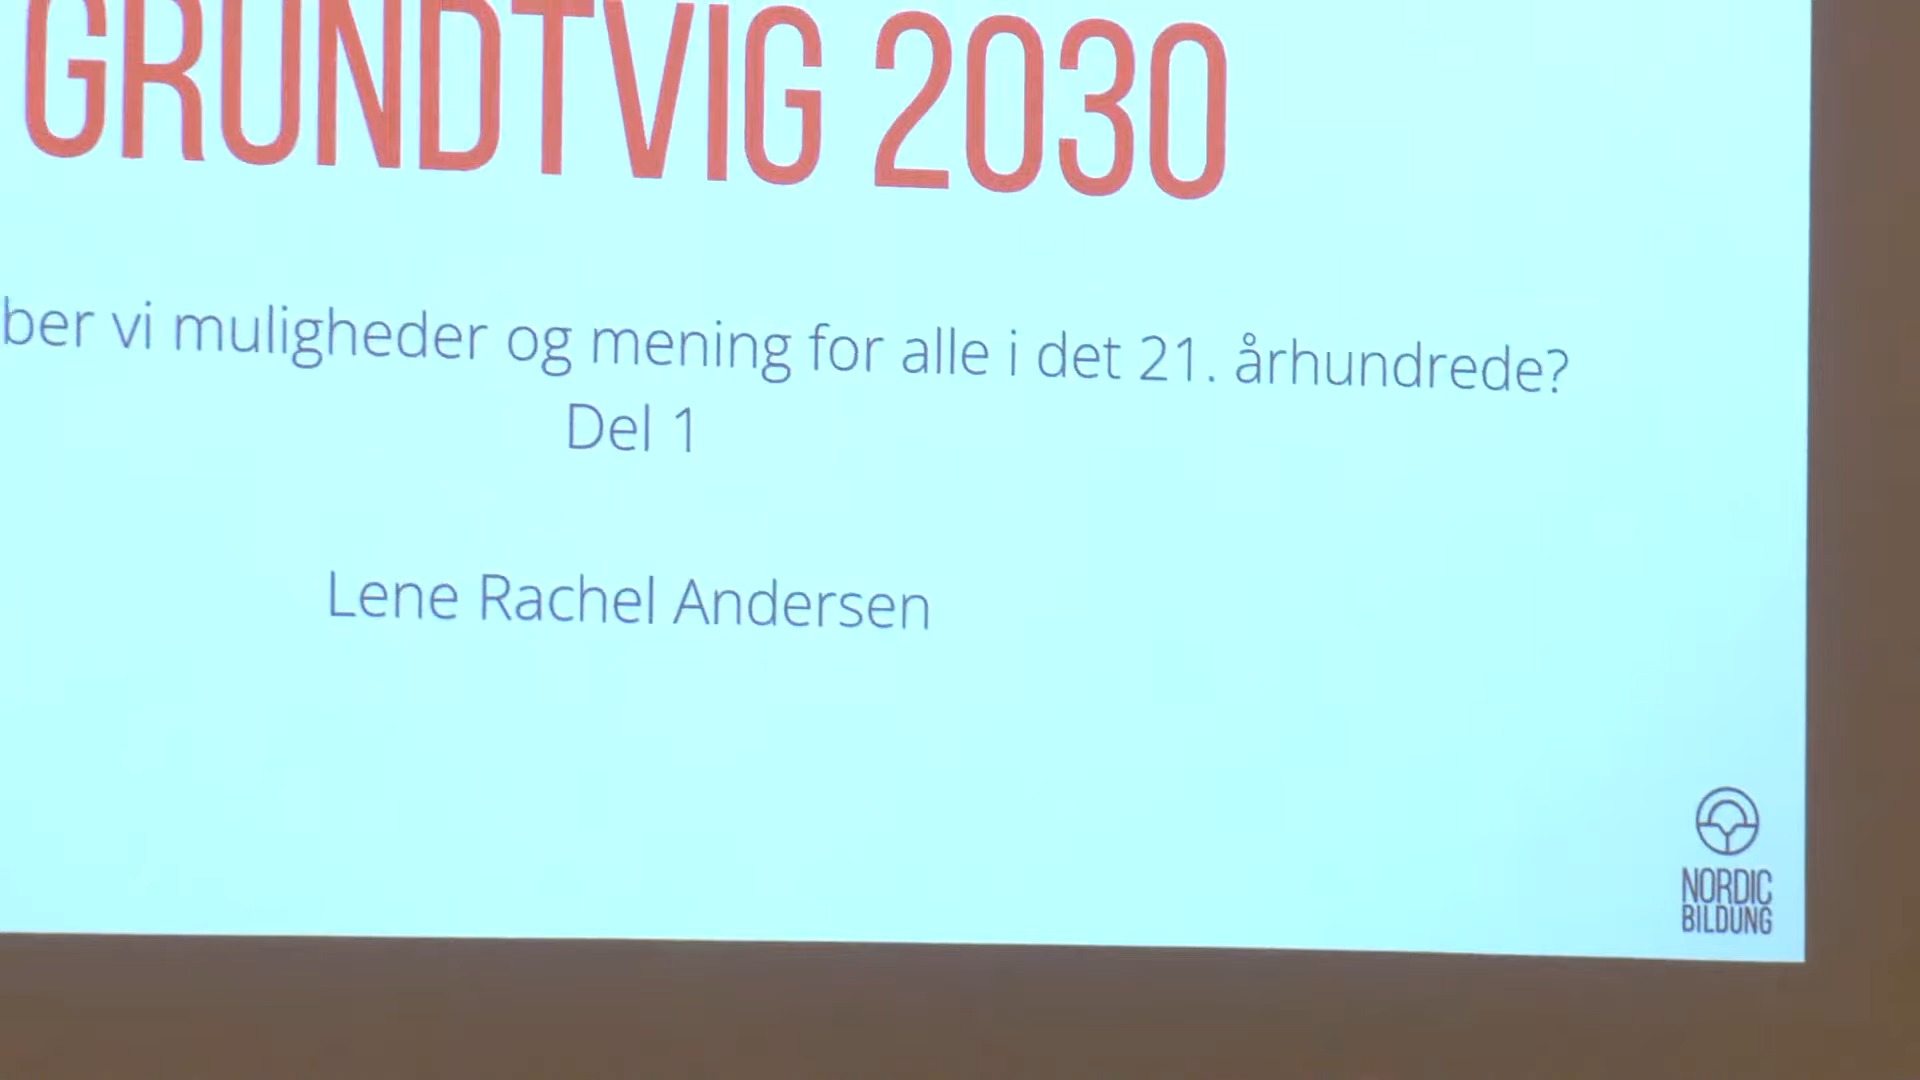 GRUNDTVIG 2030
ber vi muligheder og mening for alle i det 21. århundrede?
Del 1
Lene Rachel Andersen
NORDIC
BILDUNG